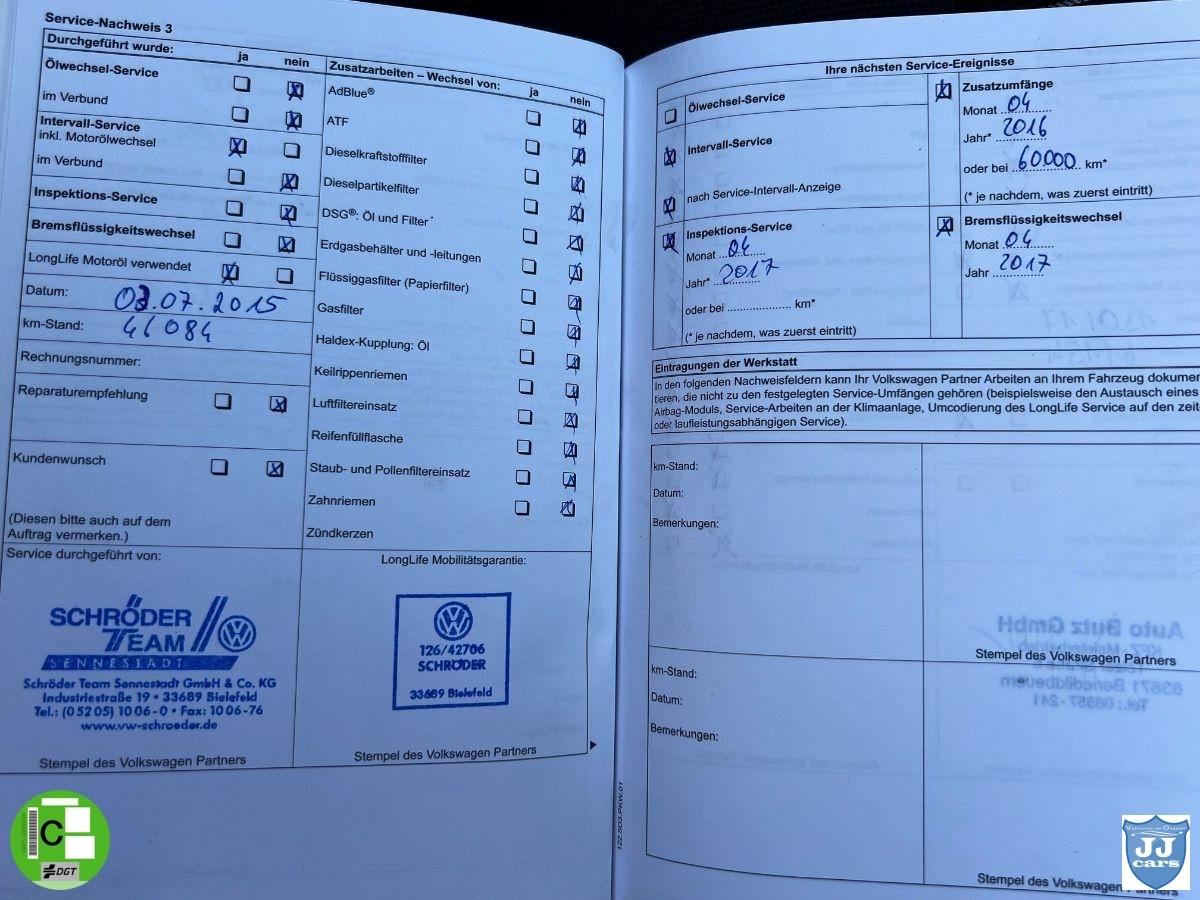 Service-Nachweis 3
Durchgeführt wurde:
ja
nein
Ölwechsel-Service
im Verbund
Intervall-Service
inkl. Motorölwechsel
im Verbund
Inspektions-Service
Bremsflüssigkeitswechsel
LongLife Motoröl verwendet
Datum: 03.07.2015
km-Stand: 46084
Rechnungsnummer:
Reparaturempfehlung
Kundenwunsch
(Diesen bitte auch auf dem
Auftrag vermerken.)
Service durchgeführt von:
SCHRÖDER
TEAM
SENNESTADT
Schröder Team Sennestadt GmbH & Co. KG
Industriestraße 19 • 33689 Bielefeld
Tel.: (05205) 1006-0 • Fax: 1006-76
www.vw-schroeder.de
Stempel des Volkswagen Partners
Zusatzarbeiten – Wechsel von:
ja
nein
AdBlue®
ATF
Dieselkraftstofffilter
Dieselpartikelfilter
DSG®: Öl und Filter
Erdgasbehälter und -leitungen
Flüssiggasfilter (Papierfilter)
Gasfilter
Haldex-Kupplung: Öl
Keilrippenriemen
Luftfiltereinsatz
Reifenfüllflasche
Staub- und Pollenfiltereinsatz
Zahnriemen
Zündkerzen
LongLife Mobilitätsgarantie:
126/42706
SCHRÖDER
33689 Bielefeld
Stempel des Volkswagen Partners
122.5D3.PKW.01
Ihre nächsten Service-Ereignisse
Ölwechsel-Service
Intervall-Service
nach Service-Intervall-Anzeige
Inspektions-Service
Monat 04
Jahr* 2017
oder bei .................... km*
(* je nachdem, was zuerst eintritt)
Zusatzumfänge
Monat 04
Jahr* 2016
oder bei 60000 km*
(* je nachdem, was zuerst eintritt)
Bremsflüssigkeitswechsel
Monat 04
Jahr 2017
Eintragungen der Werkstatt
In den folgenden Nachweisfeldern kann Ihr Volkswagen Partner Arbeiten an Ihrem Fahrzeug dokumen
tieren, die nicht zu den festgelegten Service-Umfängen gehören (beispielsweise den Austausch eines
Airbag-Moduls, Service-Arbeiten an der Klimaanlage, Umcodierung des LongLife Service auf den zeit
oder laufleistungsabhängigen Service).
km-Stand:
Datum:
Bemerkungen:
Stempel des Volkswagen Partners
km-Stand:
Datum:
Bemerkungen:
Stempel des Volkswagen Partners
C
DGT
Vehículos de Ocasión
JJ
cars